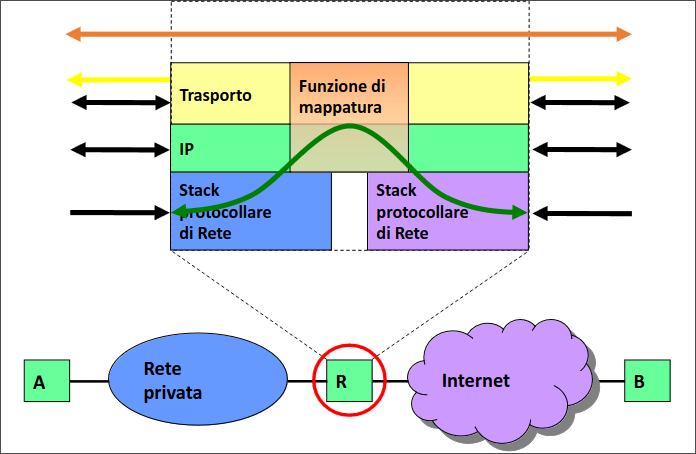 Trasporto
Funzione di
mappatura
IP
Stack
protocollare
di Rete
Stack
protocollare
di Rete
A
Rete
privata
R
Internet
B